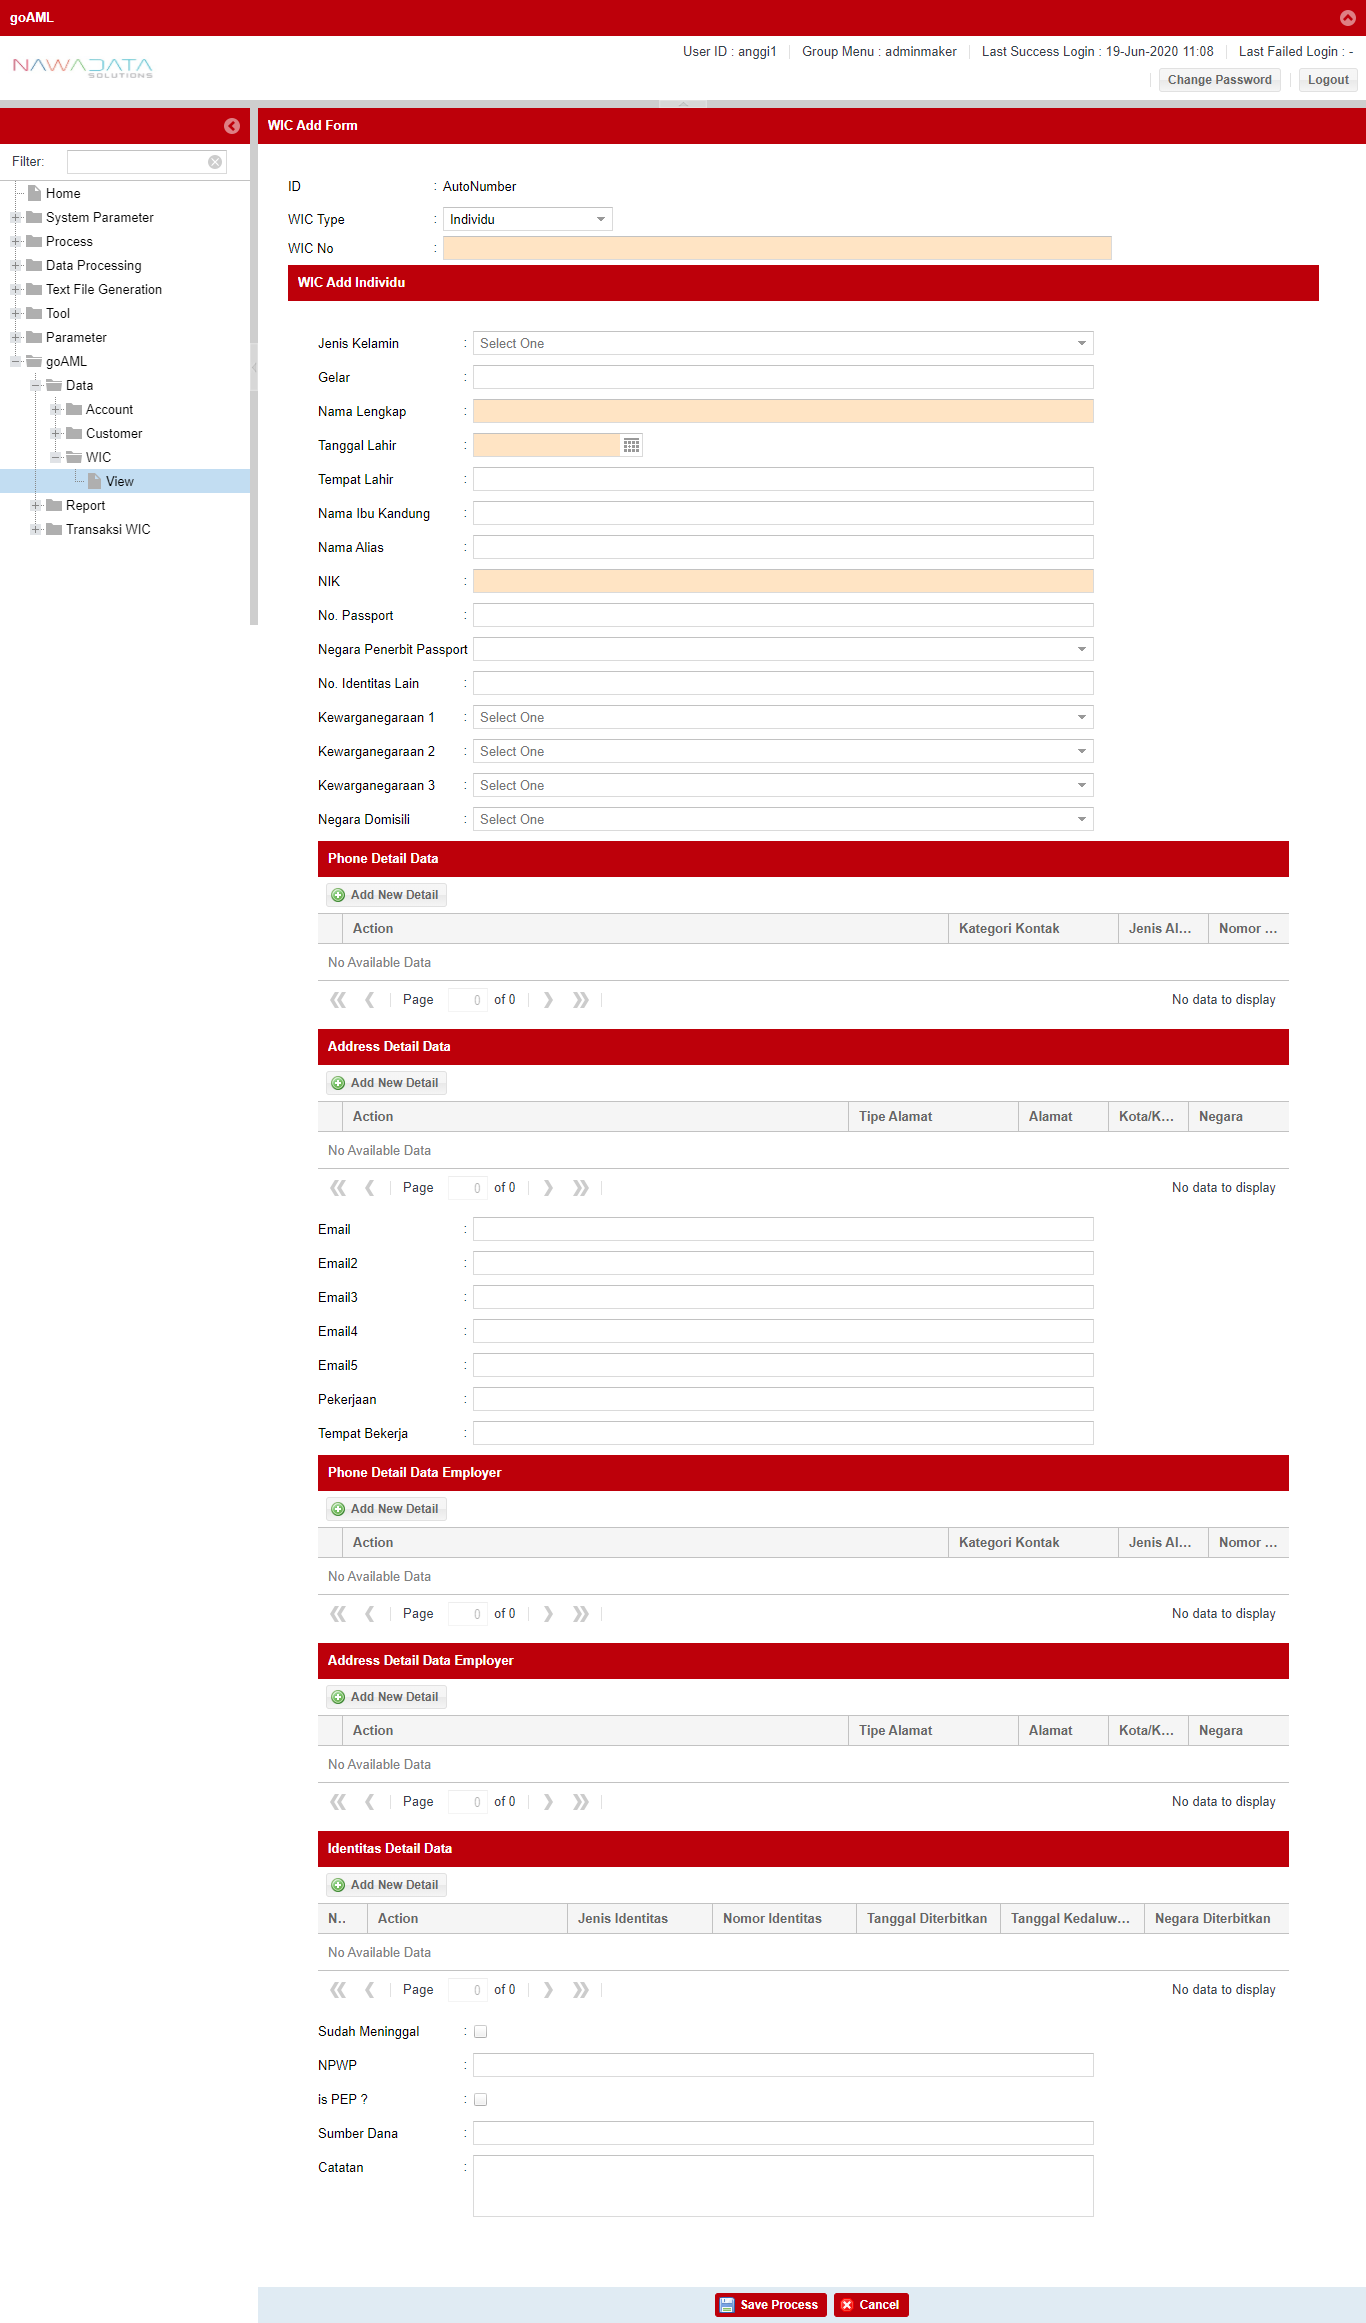 goAML
NAWADATA
SOLUTIONS
User ID : anggi1
Group Menu : adminmaker
Last Success Login : 19-Jun-2020 11:08
Last Failed Login : -
Change Password
Logout
Filter:
Home
System Parameter
Process
Data Processing
Text File Generation
Tool
Parameter
goAML
Data
Account
Customer
WIC
View
Report
Transaksi WIC
WIC Add Form
ID : AutoNumber
WIC Type : Individu
WIC No :
WIC Add Individu
Jenis Kelamin : Select One
Gelar :
Nama Lengkap :
Tanggal Lahir :
Tempat Lahir :
Nama Ibu Kandung :
Nama Alias :
NIK :
No. Passport :
Negara Penerbit Passport
No. Identitas Lain :
Kewarganegaraan 1 : Select One
Kewarganegaraan 2 : Select One
Kewarganegaraan 3 : Select One
Negara Domisili : Select One
Phone Detail Data
Add New Detail
Action Kategori Kontak Jenis Al... Nomor ...
No Available Data
Page 0 of 0 No data to display
Address Detail Data
Add New Detail
Action Tipe Alamat Alamat Kota/K... Negara
No Available Data
Page 0 of 0 No data to display
Email :
Email2 :
Email3 :
Email4 :
Email5 :
Pekerjaan :
Tempat Bekerja :
Phone Detail Data Employer
Add New Detail
Action Kategori Kontak Jenis Al... Nomor ...
No Available Data
Page 0 of 0 No data to display
Address Detail Data Employer
Add New Detail
Action Tipe Alamat Alamat Kota/K... Negara
No Available Data
Page 0 of 0 No data to display
Identitas Detail Data
Add New Detail
N.. Action Jenis Identitas Nomor Identitas Tanggal Diterbitkan Tanggal Kedaluw... Negara Diterbitkan
No Available Data
Page 0 of 0 No data to display
Sudah Meninggal :
NPWP :
is PEP ? :
Sumber Dana :
Catatan :
Save Process
Cancel